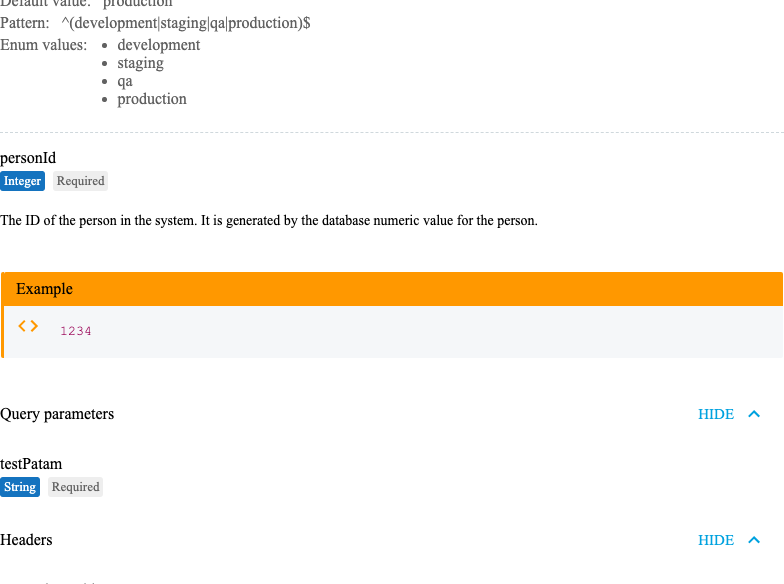 Default value: production
Pattern: ^(development|staging|qa|production)$
Enum values: • development
• staging
• qa
• production
personId
Integer Required
The ID of the person in the system. It is generated by the database numeric value for the person.
Example
<> 1234
Query parameters HIDE
testPatam
String Required
Headers HIDE